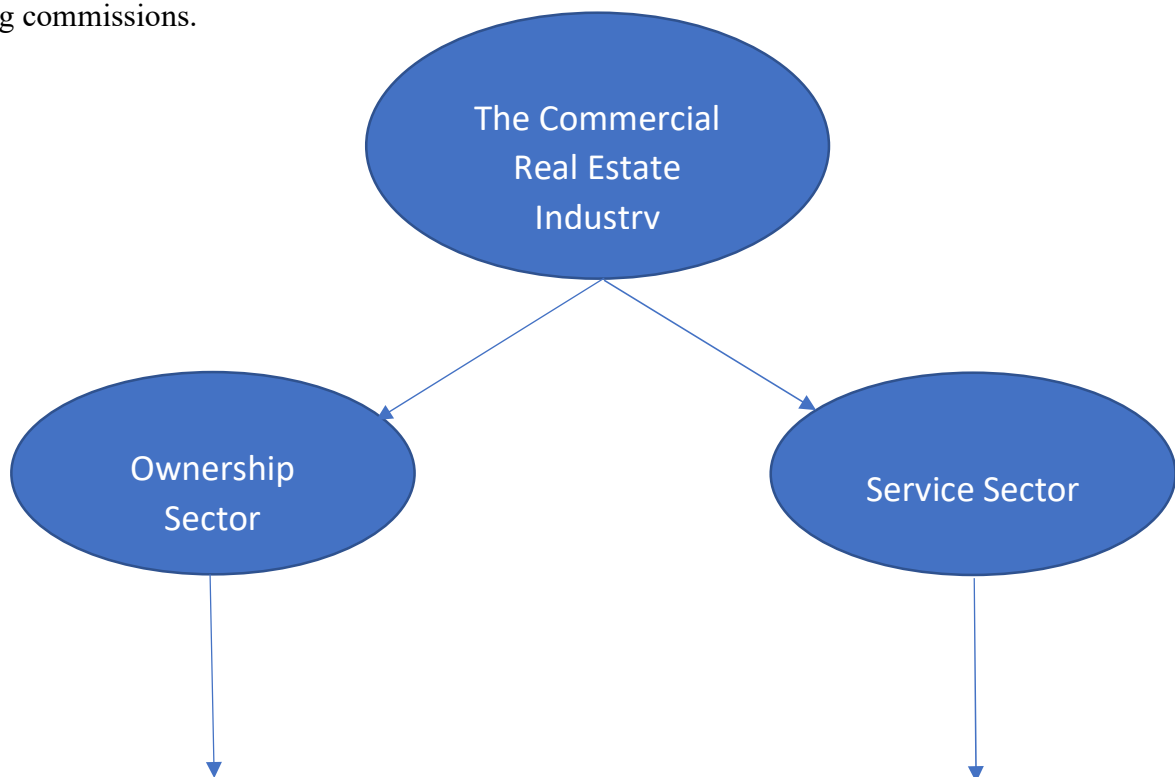 g commissions.
The Commercial
Real Estate
Industry
Ownership
Sector
Service Sector